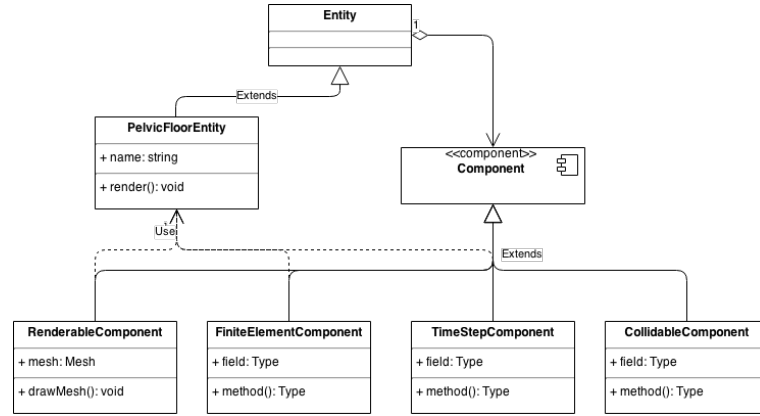 Entity
1
Extends
PelvicFloorEntity
+ name: string
+ render(): void
<<component>>
Component
Use
Extends
RenderableComponent
+ mesh: Mesh
+ drawMesh(): void
FiniteElementComponent
+ field: Type
+ method(): Type
TimeStepComponent
+ field: Type
+ method(): Type
CollidableComponent
+ field: Type
+ method(): Type